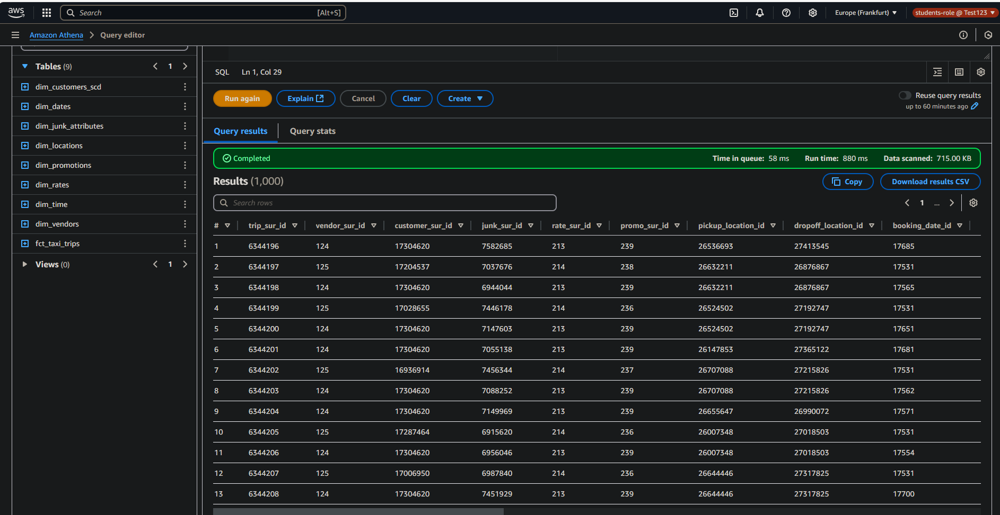 aws
Search [Alt+S] Europe (Frankfurt) students-role @ Test123
Amazon Athena Query editor
Tables (9) 1
dim_customers_scd
dim_dates
dim_junk_attributes
dim_locations
dim_promotions
dim_rates
dim_time
dim_vendors
fct_taxi_trips
Views (0) 1
SQL Ln 1, Col 29
Run again Explain Cancel Clear Create
Reuse query results
up to 60 minutes ago
Query results Query stats
Completed Time in queue: 58 ms Run time: 880 ms Data scanned: 715.00 KB
Results (1,000) Copy Download results CSV
Search rows 1 ...
# trip_sur_id vendor_sur_id customer_sur_id junk_sur_id rate_sur_id promo_sur_id pickup_location_id dropoff_location_id booking_date_id
1 6344196 124 17304620 7582685 213 239 26536693 27413545 17685
2 6344197 125 17204537 7037676 214 238 26632211 26876867 17531
3 6344198 124 17304620 6944044 213 239 26632211 26876867 17565
4 6344199 125 17028655 7446178 214 236 26524502 27192747 17531
5 6344200 124 17304620 7147603 213 239 26524502 27192747 17651
6 6344201 124 17304620 7055138 213 239 26147853 27365122 17681
7 6344202 125 16936914 7456344 214 237 26707088 27215826 17531
8 6344203 124 17304620 7088252 213 239 26707088 27215826 17562
9 6344204 124 17304620 7149969 213 239 26655647 26990072 17571
10 6344205 125 17287464 6915620 214 236 26007348 27018503 17531
11 6344206 124 17304620 6956046 213 239 26007348 27018503 17554
12 6344207 125 17006950 6987840 214 236 26644446 27317825 17531
13 6344208 124 17304620 7451929 213 239 26644446 27317825 17700